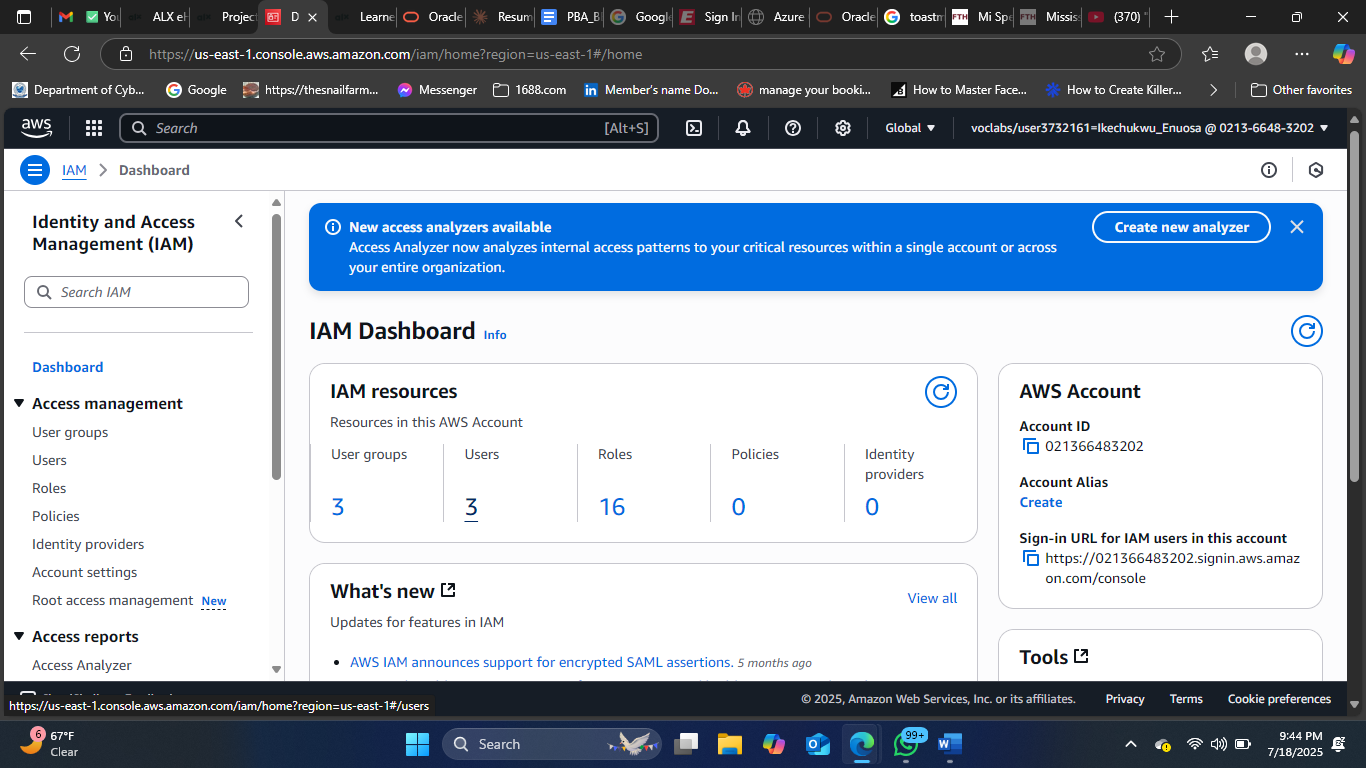 You
ALX eH
Project
D
Learne
Oracle
Resum
PBA_B
Google
Sign In
Azure
Oracle
toastm
FTH Mi Sp
FTH Missis
(370) "
https://us-east-1.console.aws.amazon.com/iam/home?region=us-east-1#/home
Department of Cyb...
Google
https://thesnailfarm...
Messenger
1688.com
Member's name Do...
manage your booki...
How to Master Face...
How to Create Killer...
Other favorites
aws
Search
[Alt+S]
Global
voclabs/user3732161=Ikechukwu_Enuosa @ 0213-6648-3202
IAM
Dashboard
Identity and Access
Management (IAM)
Search IAM
Dashboard
Access management
User groups
Users
Roles
Policies
Identity providers
Account settings
Root access management New
Access reports
Access Analyzer
New access analyzers available
Access Analyzer now analyzes internal access patterns to your critical resources within a single account or across
your entire organization.
Create new analyzer
IAM Dashboard Info
IAM resources
Resources in this AWS Account
User groups
Users
Roles
Policies
Identity
providers
3
3
16
0
0
What's new
View all
Updates for features in IAM
AWS IAM announces support for encrypted SAML assertions. 5 months ago
AWS Account
Account ID
021366483202
Account Alias
Create
Sign-in URL for IAM users in this account
https://021366483202.signin.aws.amaz
on.com/console
Tools
https://us-east-1.console.aws.amazon.com/iam/home?region=us-east-1#/users
© 2025, Amazon Web Services, Inc. or its affiliates.
Privacy
Terms
Cookie preferences
6
67°F
Clear
Search
99+
9:44 PM
7/18/2025